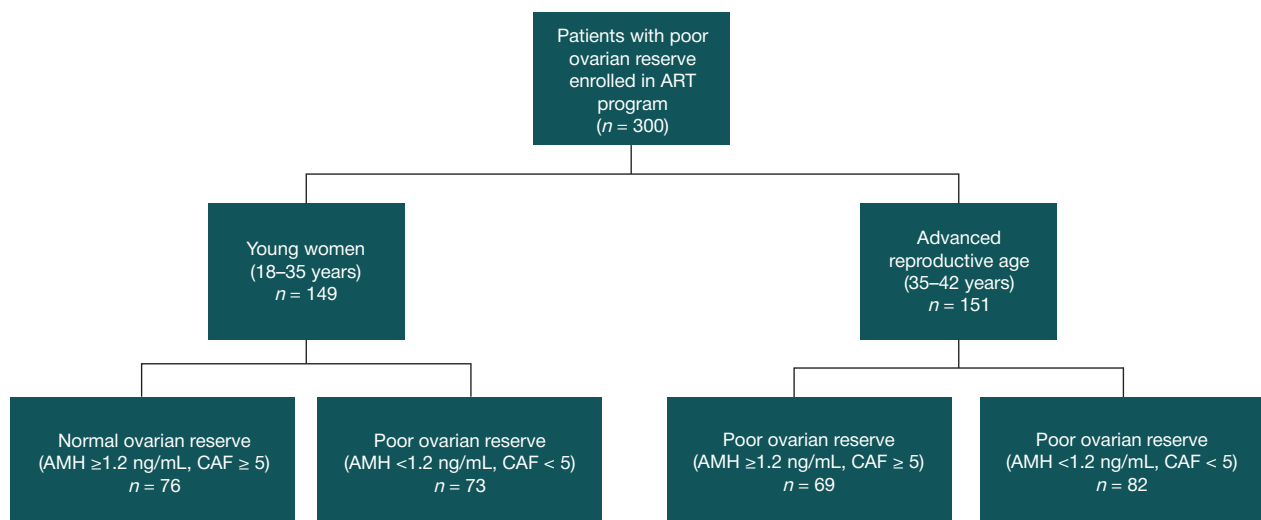 Patients with poor
ovarian reserve
enrolled in ART
program
(n = 300)
Young women
(18–35 years)
n = 149
Advanced
reproductive age
(35–42 years)
n = 151
Normal ovarian reserve
(AMH ≥1.2 ng/mL, CAF ≥ 5)
n = 76
Poor ovarian reserve
(AMH <1.2 ng/mL, CAF < 5)
n = 73
Poor ovarian reserve
(AMH ≥1.2 ng/mL, CAF ≥ 5)
n = 69
Poor ovarian reserve
(AMH <1.2 ng/mL, CAF < 5)
n = 82